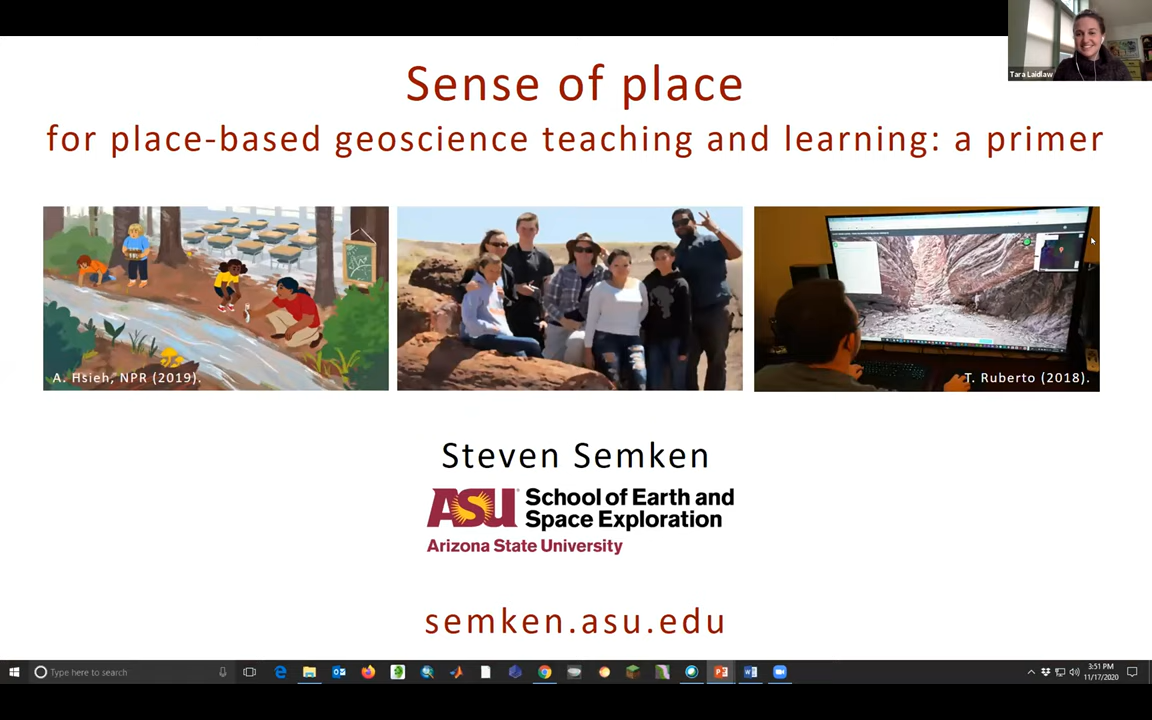 Tara Laidlaw
Sense of place
for place-based geoscience teaching and learning: a primer
A. Hsieh, NPR (2019).
T. Ruberto (2018).
Steven Semken
ASU School of Earth and
Space Exploration
Arizona State University
semken.asu.edu
Type here to search
3:51 PM
11/17/2020